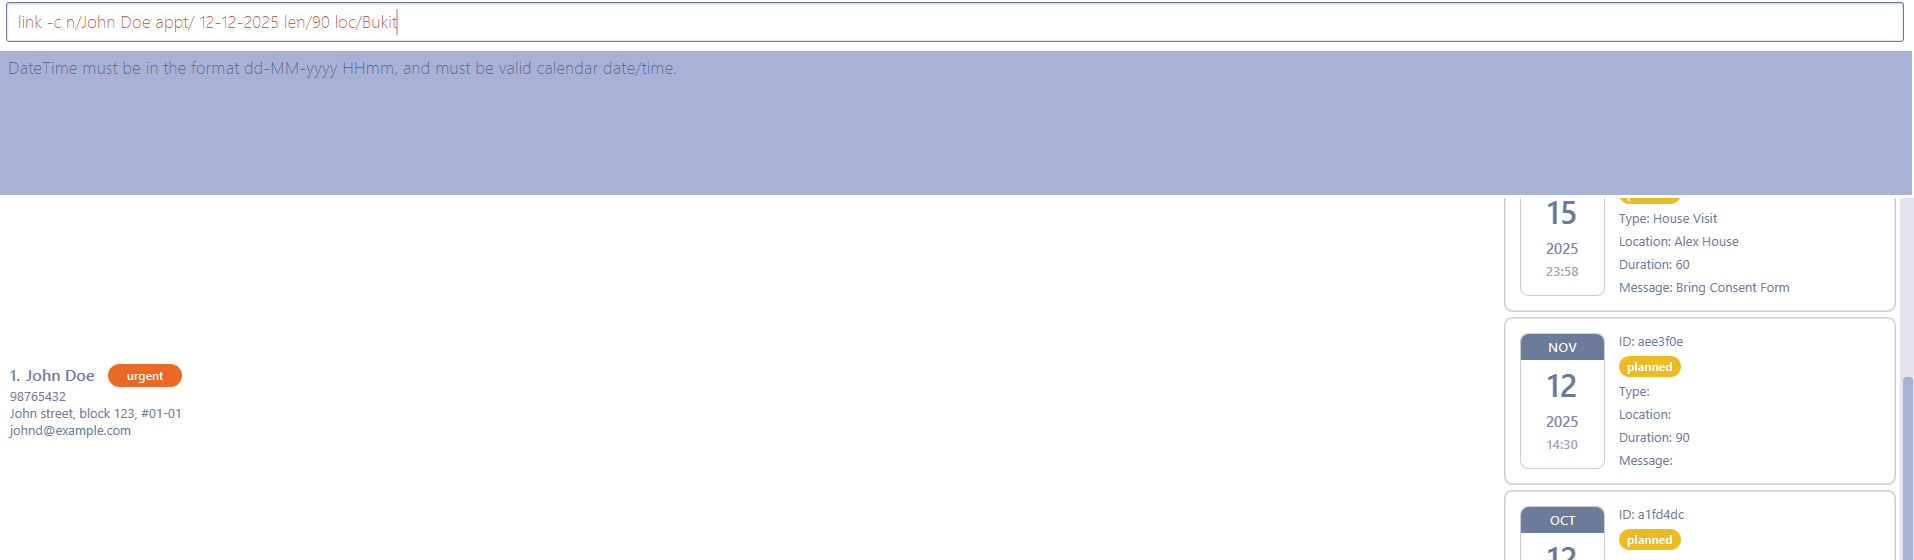 link -c n/John Doe appt/ 12-12-2025 len/90 loc/Bukit
DateTime must be in the format dd-MM-yyyy HHmm, and must be valid calendar date/time.
1. John Doe urgent
98765432
John street, block 123, #01-01
johnd@example.com
15
2025
23:58
Type: House Visit
Location: Alex House
Duration: 60
Message: Bring Consent Form
NOV
12
2025
14:30
ID: aee3f0e
planned
Type:
Location:
Duration: 90
Message:
OCT
12
ID: a1fd4dc
planned